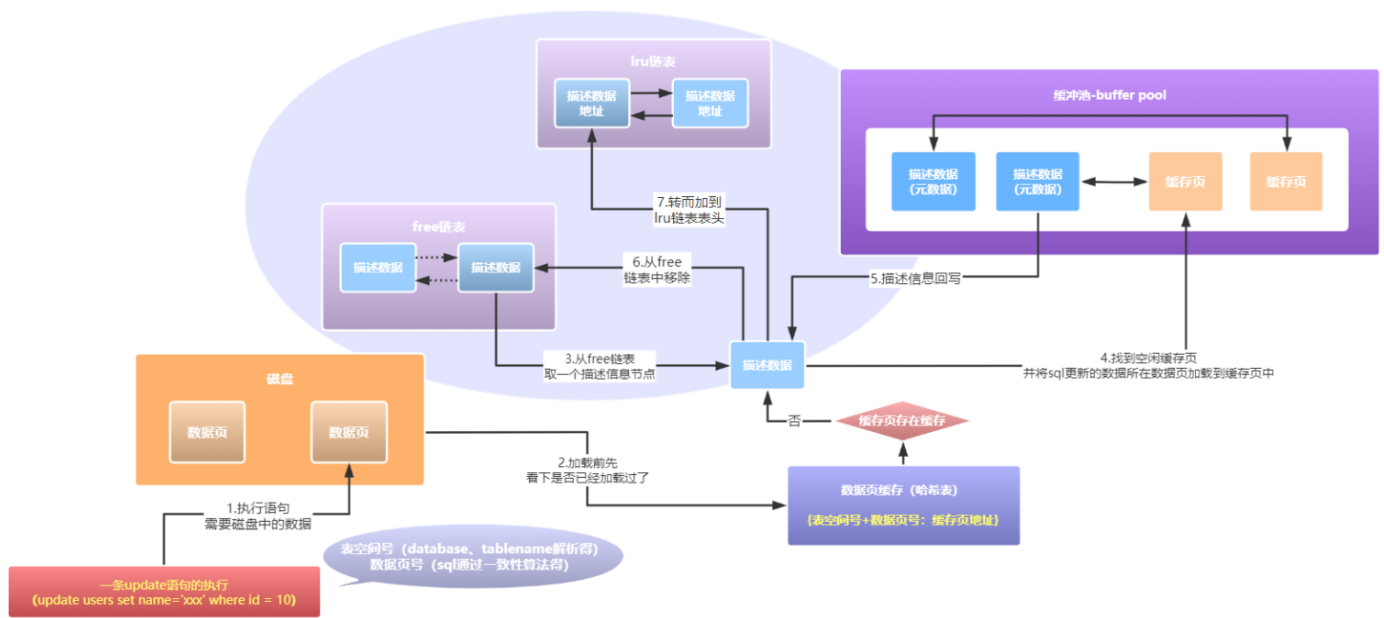 lru链表
描述数据
地址
描述数据
地址
缓冲池-buffer pool
描述数据
(元数据)
描述数据
(元数据)
缓存页
缓存页
7.转而加到
lru链表表头
free链表
描述数据
描述数据
6.从free
链表中移除
5.描述信息回写
3.从free链表
取一个描述信息节点
描述数据
4.找到空闲缓存页
并将sql更新的数据所在数据页加载到缓存页中
磁盘
数据页
数据页
否
缓存页存在缓存
2.加载前先
看下是否已经加载过了
数据页缓存（哈希表）
{表空间号+数据页号：缓存页地址}
1.执行语句
需要磁盘中的数据
表空间号（database、tablename解析得)
数据页号（sql通过一致性算法得)
一条update语句的执行
(update users set name='xxx' where id = 10)